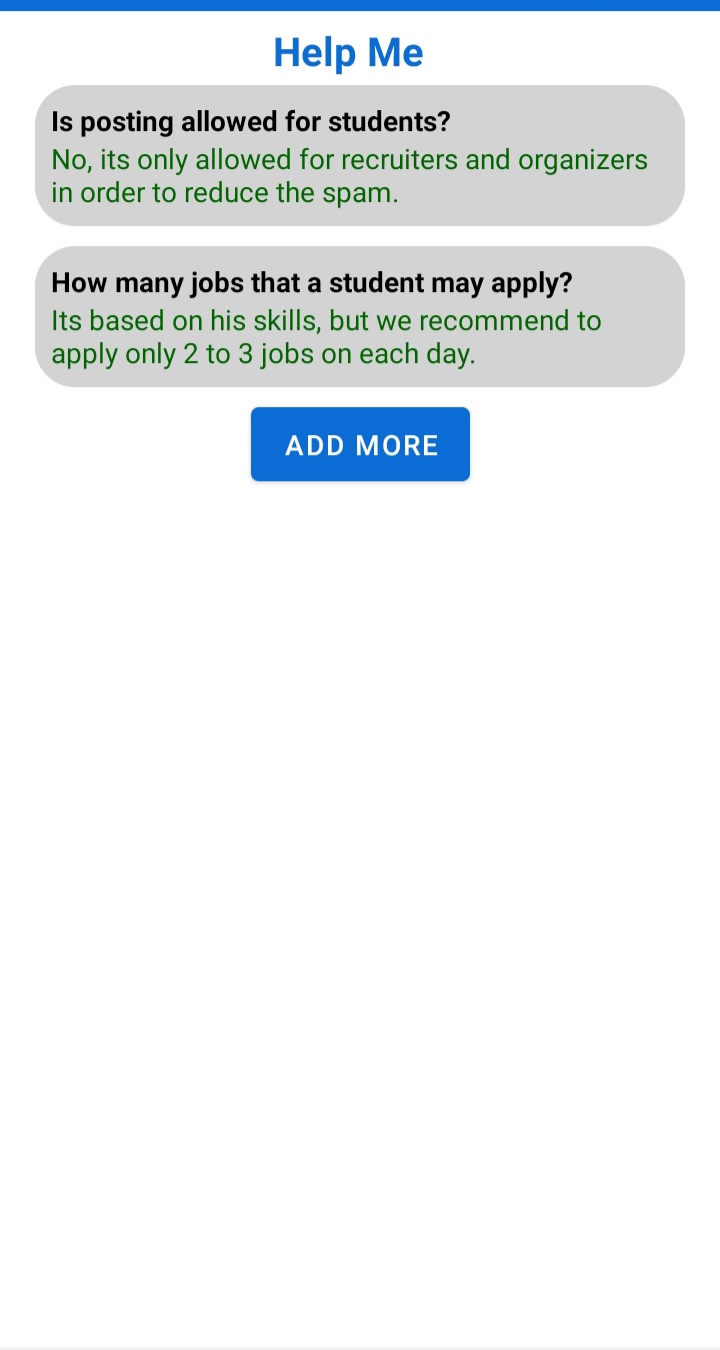 Help Me
Is posting allowed for students?
No, its only allowed for recruiters and organizers
in order to reduce the spam.
How many jobs that a student may apply?
Its based on his skills, but we recommend to
apply only 2 to 3 jobs on each day.
ADD MORE